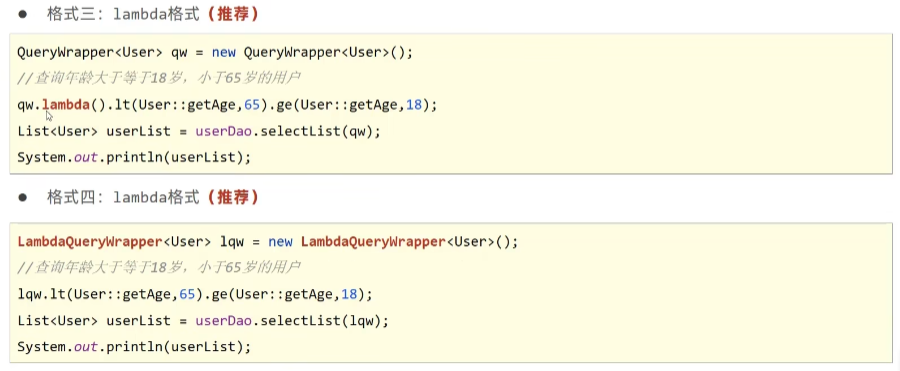 ● 格式三：lambda格式（推荐）
QueryWrapper<User> qw = new QueryWrapper<User>();
//查询年龄大于等于18岁，小于65岁的用户
qw.lambda().lt(User::getAge,65).ge(User::getAge,18);
List<User> userList = userDao.selectList(qw);
System.out.println(userList);
● 格式四：lambda格式（推荐）
LambdaQueryWrapper<User> lqw = new LambdaQueryWrapper<User>();
//查询年龄大于等于18岁，小于65岁的用户
lqw.lt(User::getAge,65).ge(User::getAge,18);
List<User> userList = userDao.selectList(lqw);
System.out.println(userList);